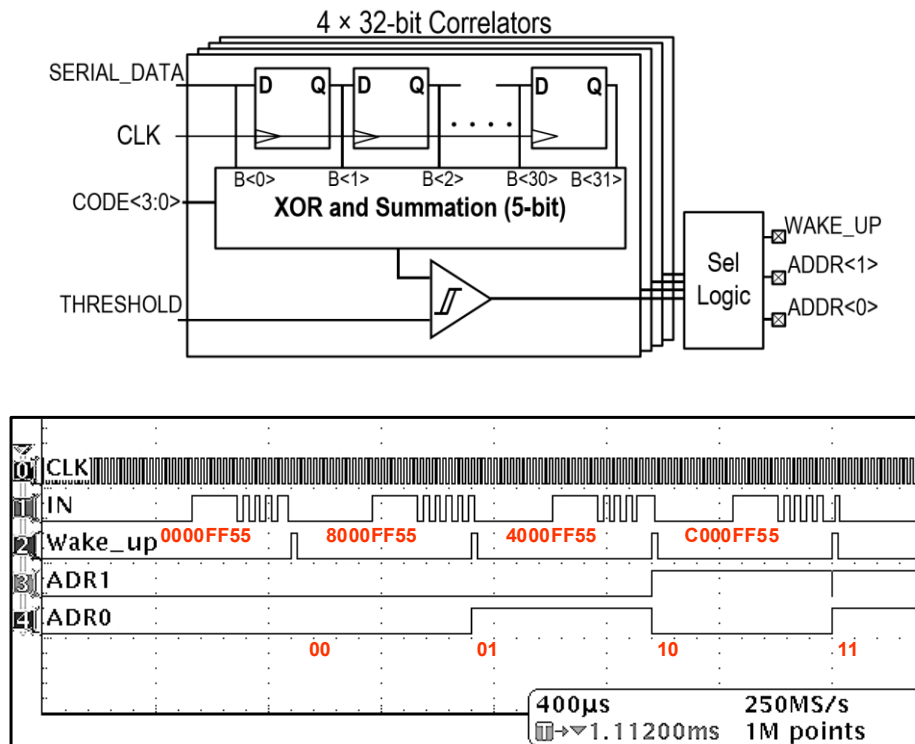 4 × 32-bit Correlators
SERIAL_DATA
D Q D Q D Q
CLK
B<0> B<1> B<2> B<30> B<31>
CODE<3:0>
XOR and Summation (5-bit)
THRESHOLD
Sel
Logic
WAKE_UP
ADDR<1>
ADDR<0>
0 CLK
1 IN
0000FF55 8000FF55 4000FF55 C000FF55
2 Wake_up
3 ADR1
4 ADR0
00 01 10 11
400µs 250MS/s
T→▼1.11200ms 1M points